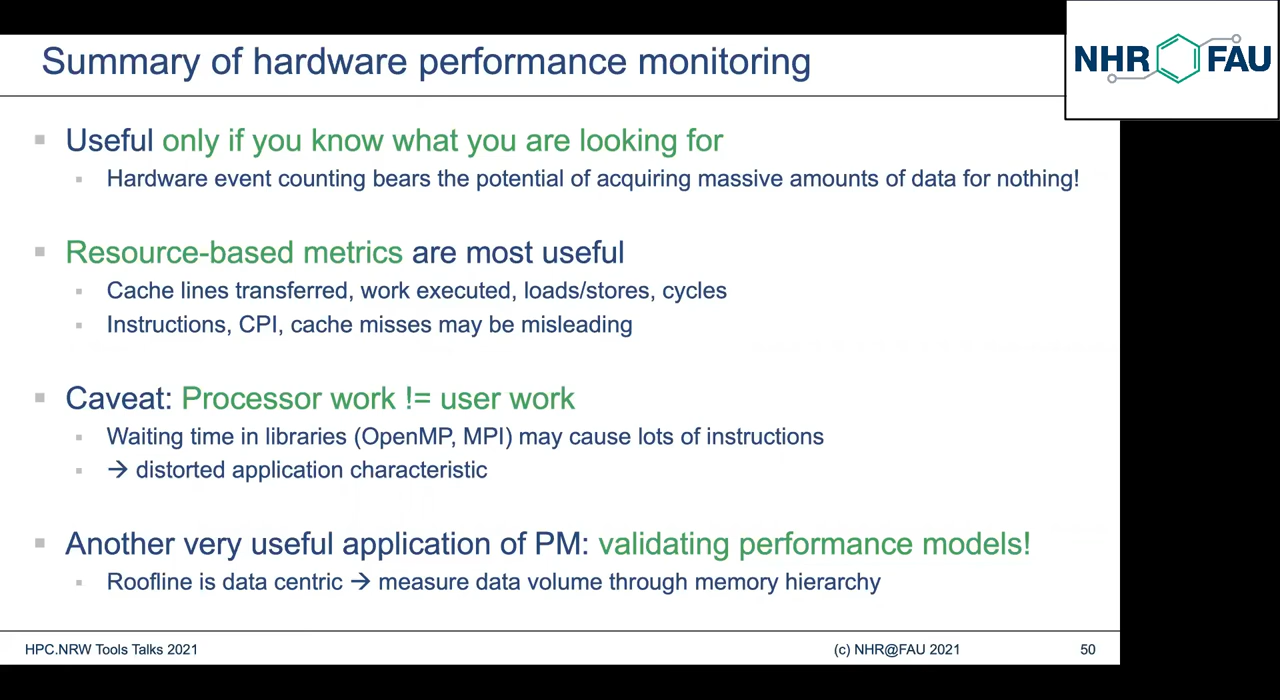 Summary of hardware performance monitoring
NHR FAU
Useful only if you know what you are looking for
Hardware event counting bears the potential of acquiring massive amounts of data for nothing!
Resource-based metrics are most useful
Cache lines transferred, work executed, loads/stores, cycles
Instructions, CPI, cache misses may be misleading
Caveat: Processor work != user work
Waiting time in libraries (OpenMP, MPI) may cause lots of instructions
→ distorted application characteristic
Another very useful application of PM: validating performance models!
Roofline is data centric → measure data volume through memory hierarchy
HPC.NRW Tools Talks 2021
(c) NHR@FAU 2021
50